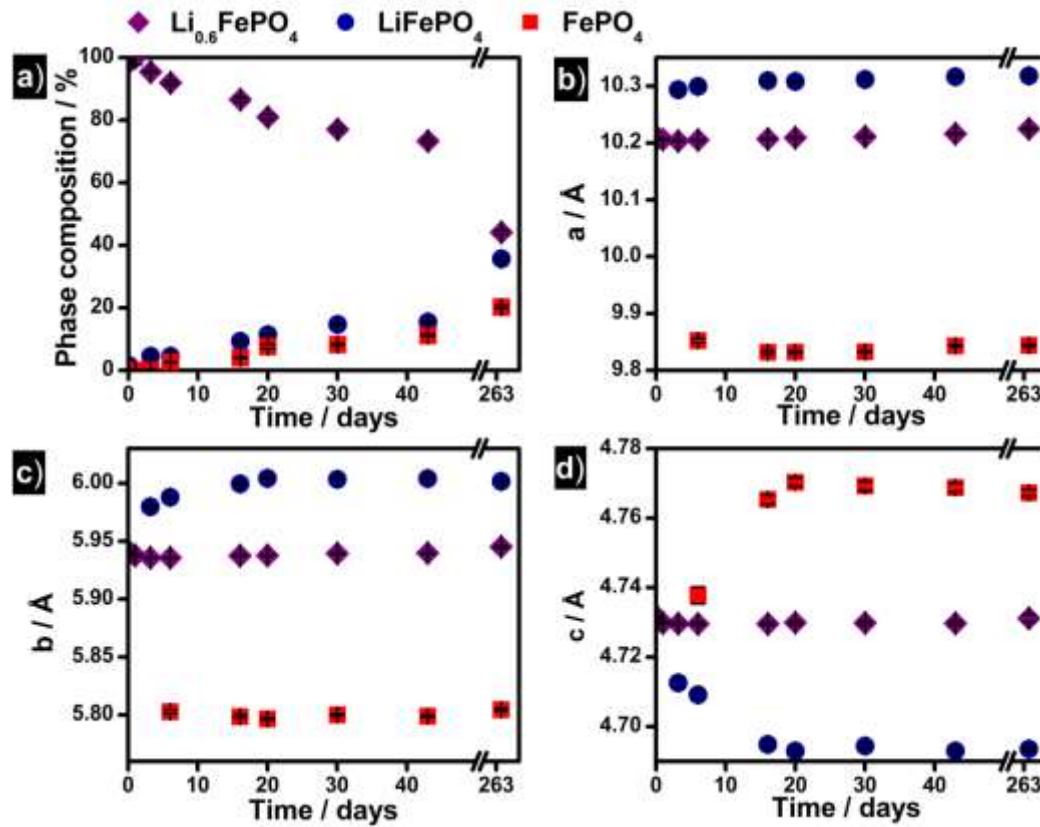 Li0.6FePO4 LiFePO4 FePO4
a)
Phase composition / %
100
80
60
40
20
0
0 10 20 30 40 263
Time / days
b)
a / Å
10.3
10.2
10.1
10.0
9.9
9.8
0 10 20 30 40 263
Time / days
c)
b / Å
6.00
5.95
5.90
5.85
5.80
0 10 20 30 40 263
Time / days
d)
c / Å
4.78
4.76
4.74
4.72
4.70
0 10 20 30 40 263
Time / days